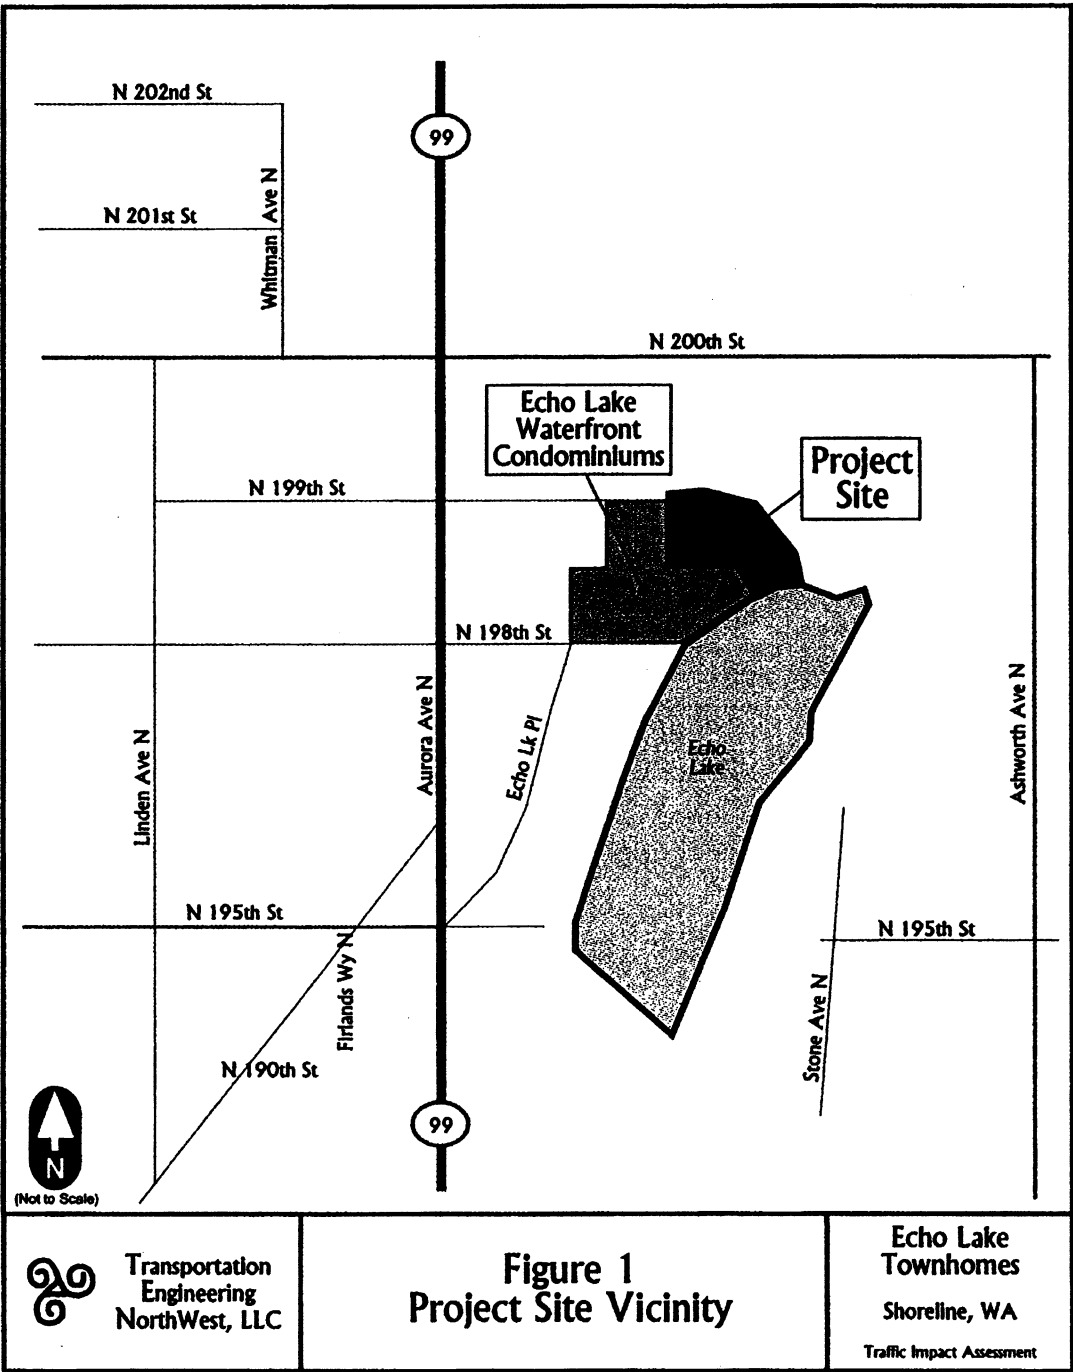 N 202nd St
99
N 201st St
Whitman Ave N
N 200th St
Echo Lake
Waterfront
Condominiums
Project
Site
N 199th St
N 198th St
Linden Ave N
Aurora Ave N
Echo Lk Pl
Echo
Lake
Ashworth Ave N
N 195th St
N 195th St
Firlands Wy N
Stone Ave N
N 190th St
99
N
(Not to Scale)
Transportation
Engineering
NorthWest, LLC
Figure 1
Project Site Vicinity
Echo Lake
Townhomes
Shoreline, WA
Traffic Impact Assessment